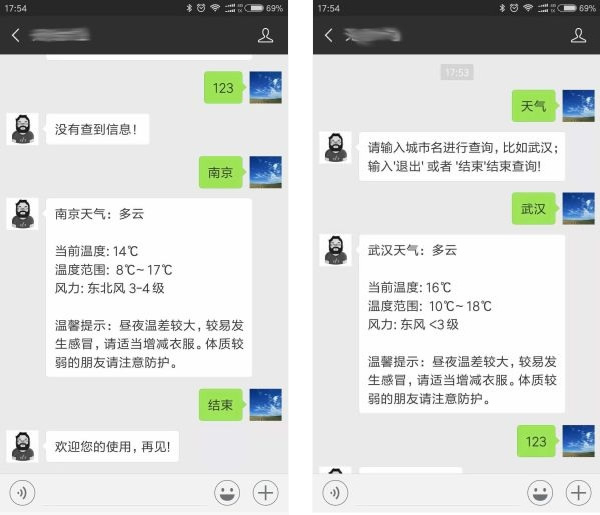 17:54
69%
123
没有查到信息!
南京
南京天气：多云
当前温度: 14℃
温度范围: 8℃~ 17℃
风力: 东北风 3-4 级
温馨提示：昼夜温差较大，较易发
生感冒，请适当增减衣服。体质较
弱的朋友请注意防护。
结束
欢迎您的使用，再见!
17:54
69%
17:53
天气
请输入城市名进行查询，比如武汉；
输入'退出' 或者 '结束'结束查询!
武汉
武汉天气：多云
当前温度: 16℃
温度范围: 10℃~ 18℃
风力: 东风 <3 级
温馨提示：昼夜温差较大，较易发
生感冒，请适当增减衣服。体质较
弱的朋友请注意防护。
123